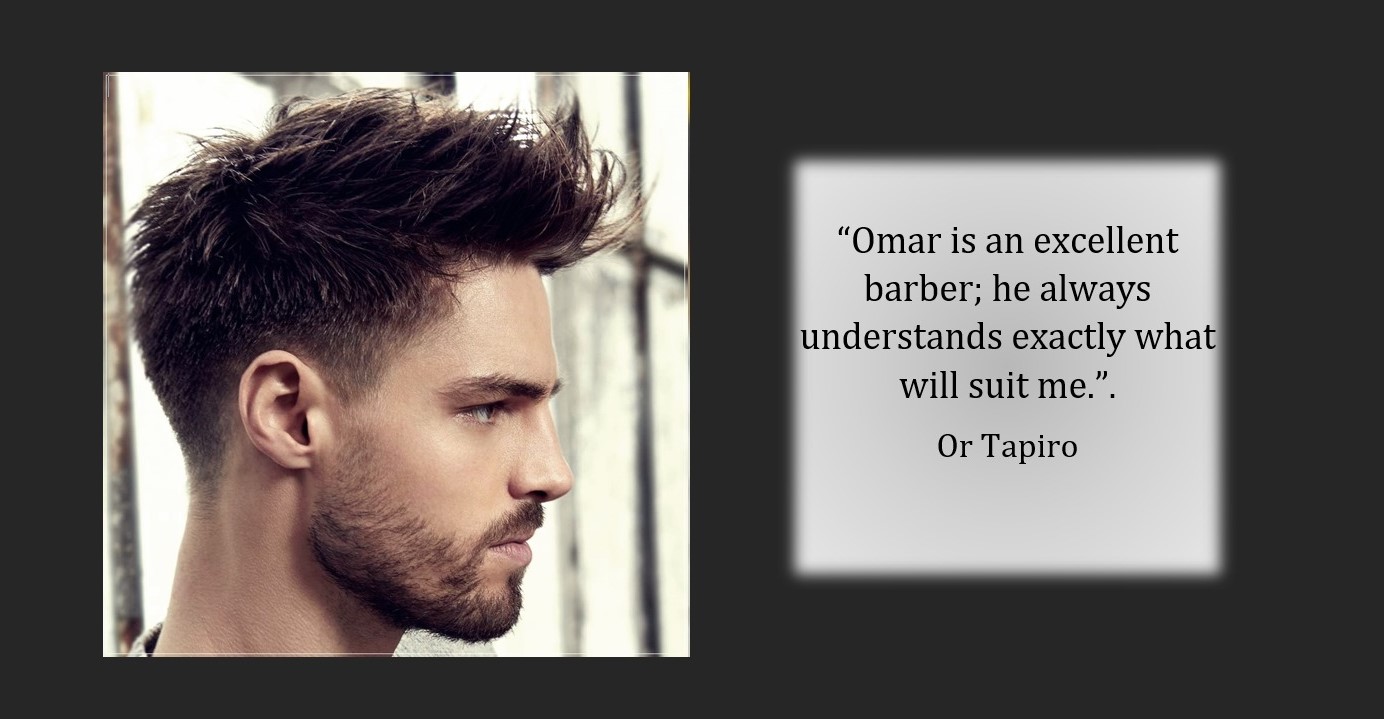 “Omar is an excellent
barber; he always
understands exactly what
will suit me.”.
Or Tapiro